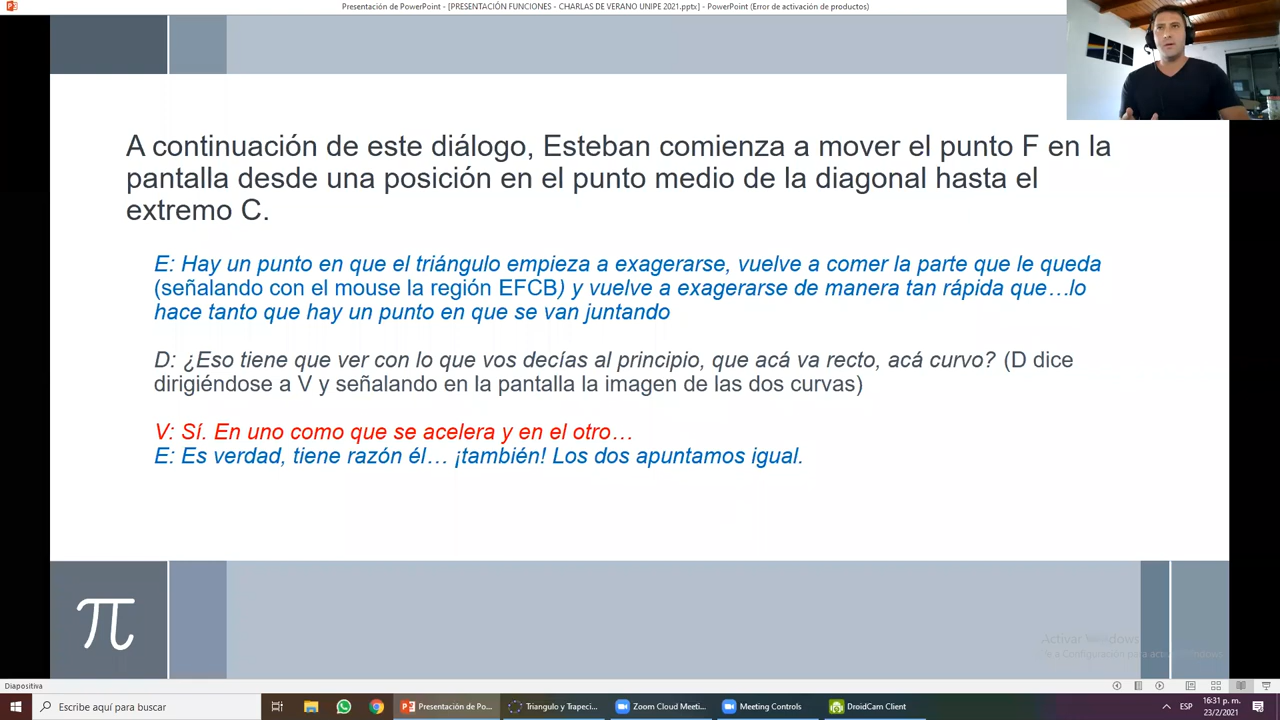 Presentación de PowerPoint - [PRESENTACIÓN FUNCIONES - CHARLAS DE VERANO UNIPE 2021.pptx] - PowerPoint (Error de activación de productos)
A continuación de este diálogo, Esteban comienza a mover el punto F en la
pantalla desde una posición en el punto medio de la diagonal hasta el
extremo C.
E: Hay un punto en que el triángulo empieza a exagerarse, vuelve a comer la parte que le queda
(señalando con el mouse la región EFCB) y vuelve a exagerarse de manera tan rápida que…lo
hace tanto que hay un punto en que se van juntando
D: ¿Eso tiene que ver con lo que vos decías al principio, que acá va recto, acá curvo? (D dice
dirigiéndose a V y señalando en la pantalla la imagen de las dos curvas)
V: Sí. En uno como que se acelera y en el otro…
E: Es verdad, tiene razón él… ¡también! Los dos apuntamos igual.
π
Activar Windows
Ve a Configuración para activar Windows.
Diapositiva
Escribe aquí para buscar
Presentación de Po...
Triangulo y Trapeci...
Zoom Cloud Meeti...
Meeting Controls
DroidCam Client
ESP
16:31 p. m.
23/2/2021